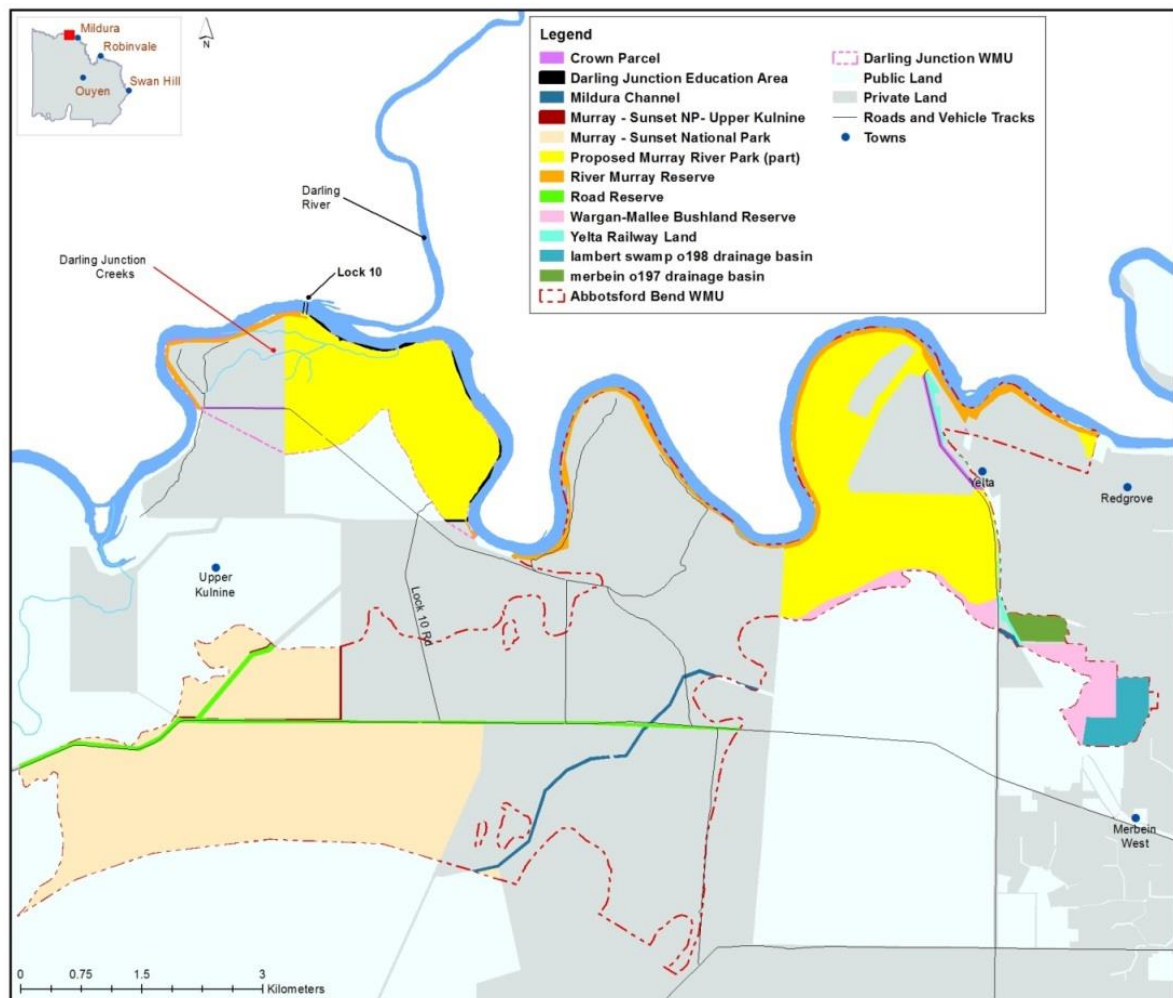 Mildura
Robinvale
Swan Hill
Ouyen
N
Legend
Crown Parcel
Darling Junction Education Area
Mildura Channel
Murray - Sunset NP- Upper Kulnine
Murray - Sunset National Park
Proposed Murray River Park (part)
River Murray Reserve
Road Reserve
Wargan-Mallee Bushland Reserve
Yelta Railway Land
lambert swamp o198 drainage basin
merbein o197 drainage basin
Abbotsford Bend WMU
Darling Junction WMU
Public Land
Private Land
Roads and Vehicle Tracks
Towns
Darling
River
Darling Junction
Creeks
Lock 10
Yelta
Redgrove
Upper
Kulnine
Lock 10 Rd
Merbein
West
0 0.75 1.5 3
Kilometers